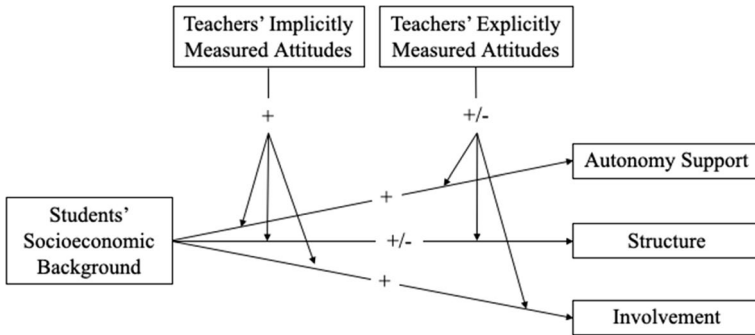 Teachers’ Implicitly
Measured Attitudes
Teachers’ Explicitly
Measured Attitudes
+
+/-
Autonomy Support
+
Students’
Socioeconomic
Background
+/-
Structure
+
Involvement